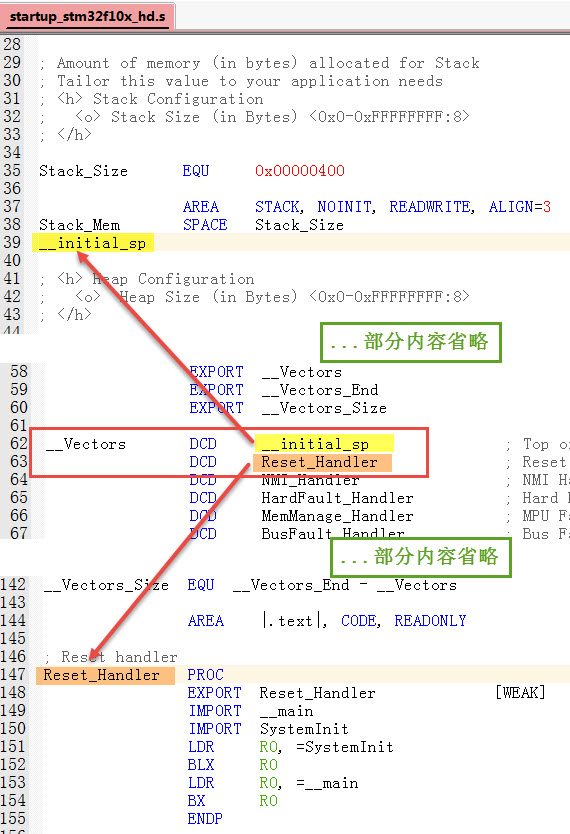 startup_stm32f10x_hd.s
28
29 ; Amount of memory (in bytes) allocated for Stack
30 ; Tailor this value to your application needs
31 ; <h> Stack Configuration
32 ;   <o> Stack Size (in Bytes) <0x0-0xFFFFFFFF:8>
33 ; </h>
34
35 Stack_Size      EQU     0x00000400
36
37                 AREA    STACK, NOINIT, READWRITE, ALIGN=3
38 Stack_Mem       SPACE   Stack_Size
39 __initial_sp
40
41 ; <h> Heap Configuration
42 ;   <o>  Heap Size (in Bytes) <0x0-0xFFFFFFFF:8>
43 ; </h>
44
...部分内容省略
58                 EXPORT  __Vectors
59                 EXPORT  __Vectors_End
60                 EXPORT  __Vectors_Size
61
62 __Vectors       DCD     __initial_sp               ; Top o
63                 DCD     Reset_Handler              ; Reset
64                 DCD     NMI_Handler                ; NMI Ha
65                 DCD     HardFault_Handler          ; Hard
66                 DCD     MemManage_Handler          ; MPU Fa
67                 DCD     BusFault_Handler           ; Bus Fa
...部分内容省略
142 __Vectors_Size  EQU  __Vectors_End - __Vectors
143
144                 AREA    |.text|, CODE, READONLY
145
146 ; Reset handler
147 Reset_Handler   PROC
148                 EXPORT  Reset_Handler             [WEAK]
149                 IMPORT  __main
150                 IMPORT  SystemInit
151                 LDR     R0, =SystemInit
152                 BLX     R0
153                 LDR     R0, =__main
154                 BX      R0
155                 ENDP